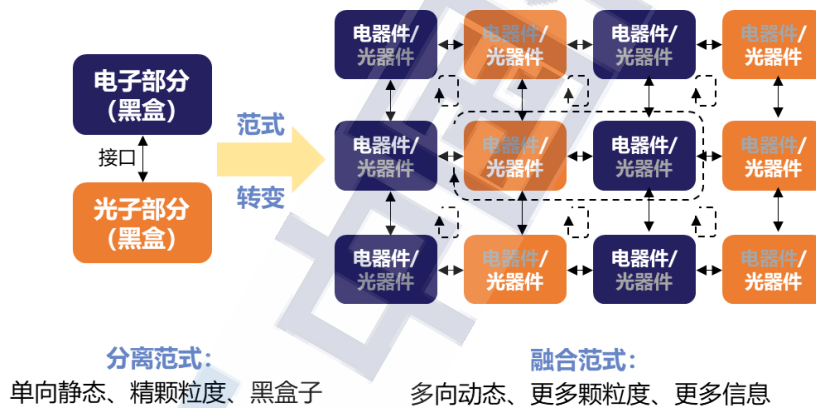 电子部分
(黑盒)
接口
光子部分
(黑盒)
范式
转变
电器件/
光器件
电器件/
光器件
电器件/
光器件
电器件/
光器件
电器件/
光器件
电器件/
光器件
电器件/
光器件
电器件/
光器件
电器件/
光器件
电器件/
光器件
电器件/
光器件
电器件/
光器件
分离范式：
单向静态、精颗粒度、黑盒子
融合范式：
多向动态、更多颗粒度、更多信息